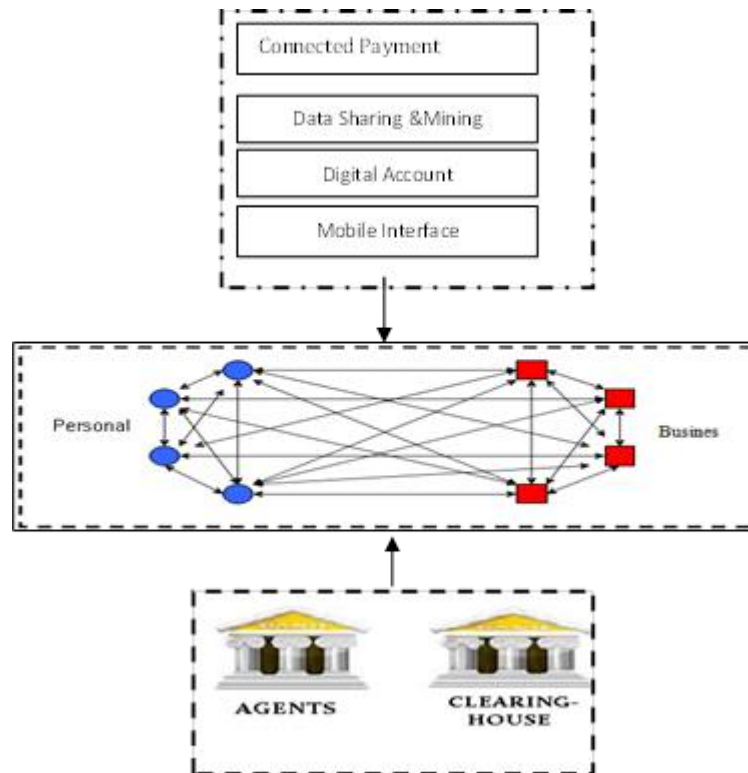 Connected Payment
Data Sharing &Mining
Digital Account
Mobile Interface
Personal
Busines
AGENTS
CLEARING-
HOUSE